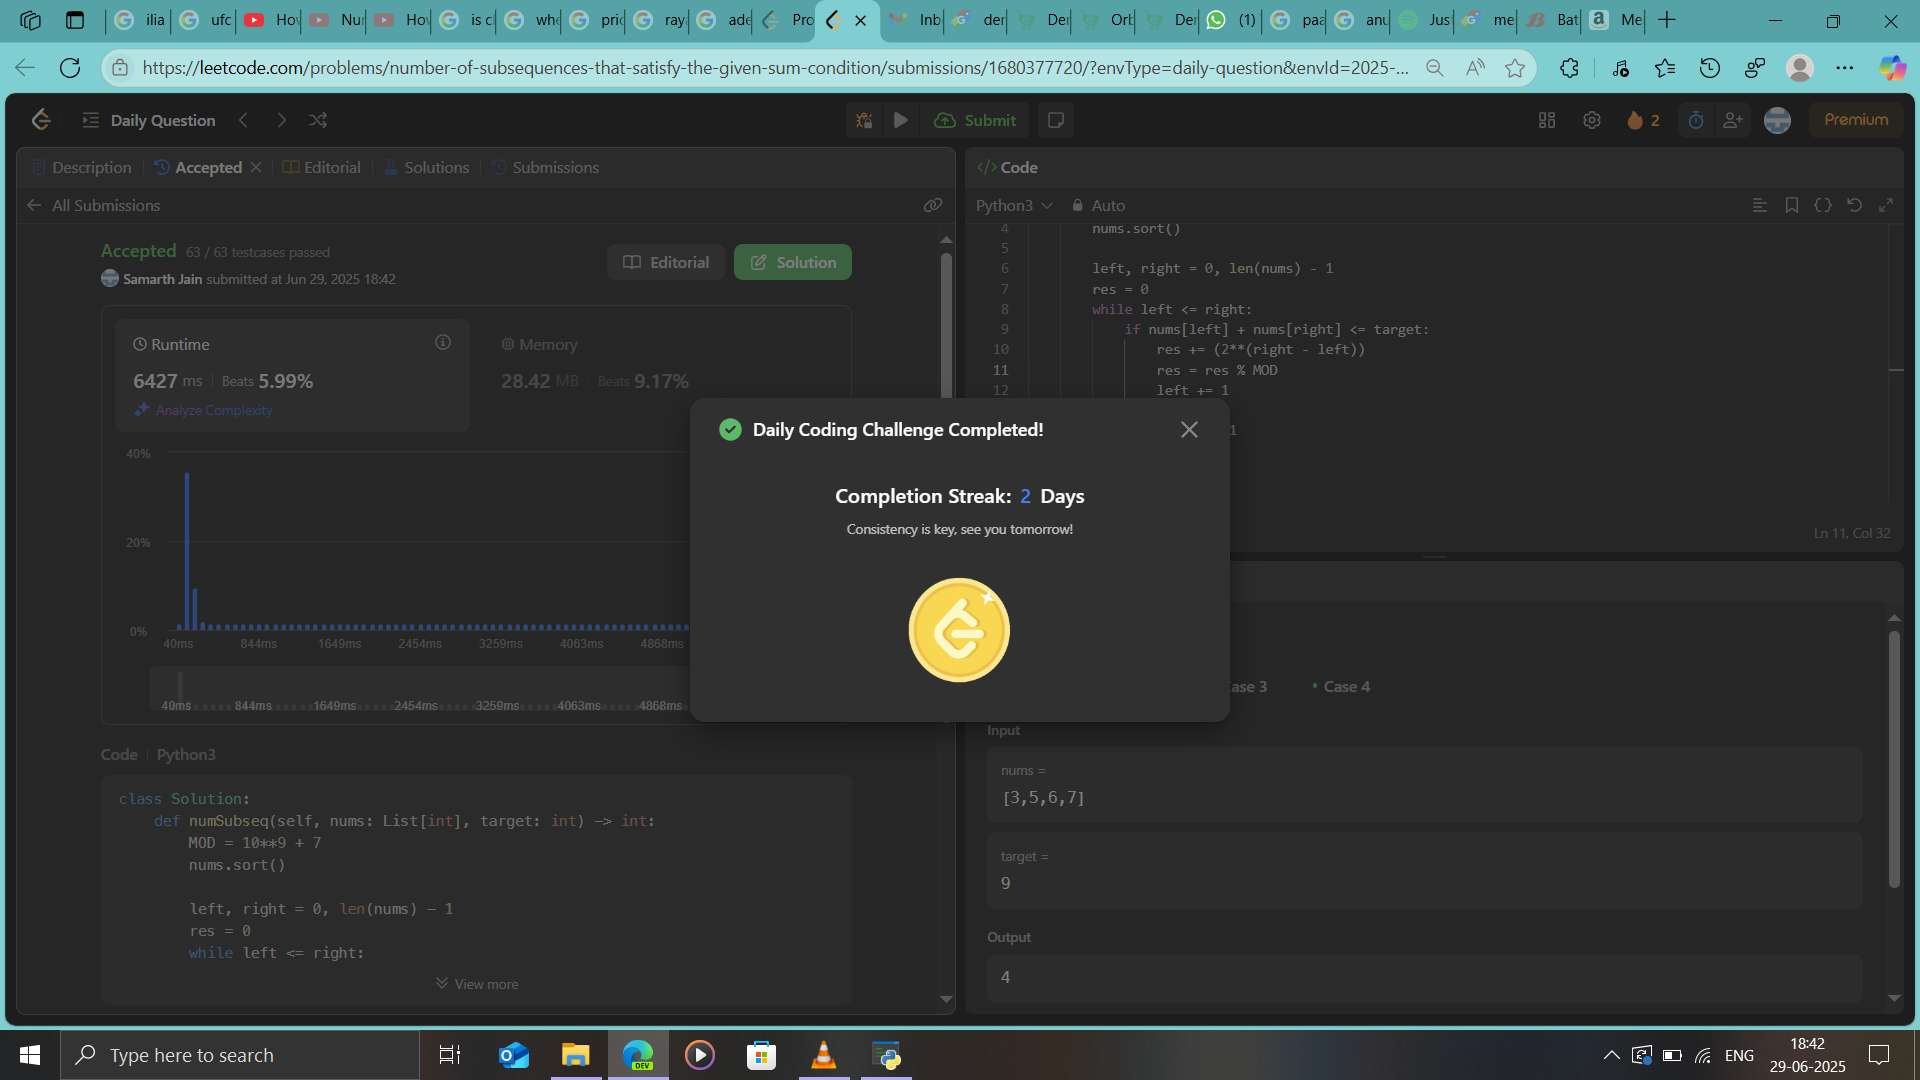 ilia
ufc
Ho
Nu
Ho
is c
whe
pric
ray
ade
Pro
Inb
der
De
Orb
De
(1)
paa
anu
Jus
me
Bat
Me
https://leetcode.com/problems/number-of-subsequences-that-satisfy-the-given-sum-condition/submissions/1680377720/?envType=daily-question&envId=2025-...
Daily Question
Submit
2
Premium
Description
Accepted
Editorial
Solutions
Submissions
All Submissions
Accepted 63 / 63 testcases passed
Samarth Jain submitted at Jun 29, 2025 18:42
Editorial
Solution
Runtime
6427 ms Beats 5.99%
Analyze Complexity
Memory
28.42 MB Beats 9.17%
40%
20%
0%
40ms 844ms 1649ms 2454ms 3259ms 4063ms 4868ms
40ms 844ms 1649ms 2454ms 3259ms 4063ms 4868ms
Code Python3
class Solution:
def numSubseq(self, nums: List[int], target: int) -> int:
MOD = 10**9 + 7
nums.sort()
left, right = 0, len(nums) - 1
res = 0
while left <= right:
View more
Daily Coding Challenge Completed!
Completion Streak: 2 Days
Consistency is key, see you tomorrow!
</> Code
Python3 Auto
4 nums.sort()
5
6 left, right = 0, len(nums) - 1
7 res = 0
8 while left <= right:
9 if nums[left] + nums[right] <= target:
10 res += (2**(right - left))
11 res = res % MOD
12 left += 1
1
Ln 11, Col 32
ase 3
Case 4
Input
nums =
[3,5,6,7]
target =
9
Output
4
Type here to search
DEV
ENG
18:42
29-06-2025